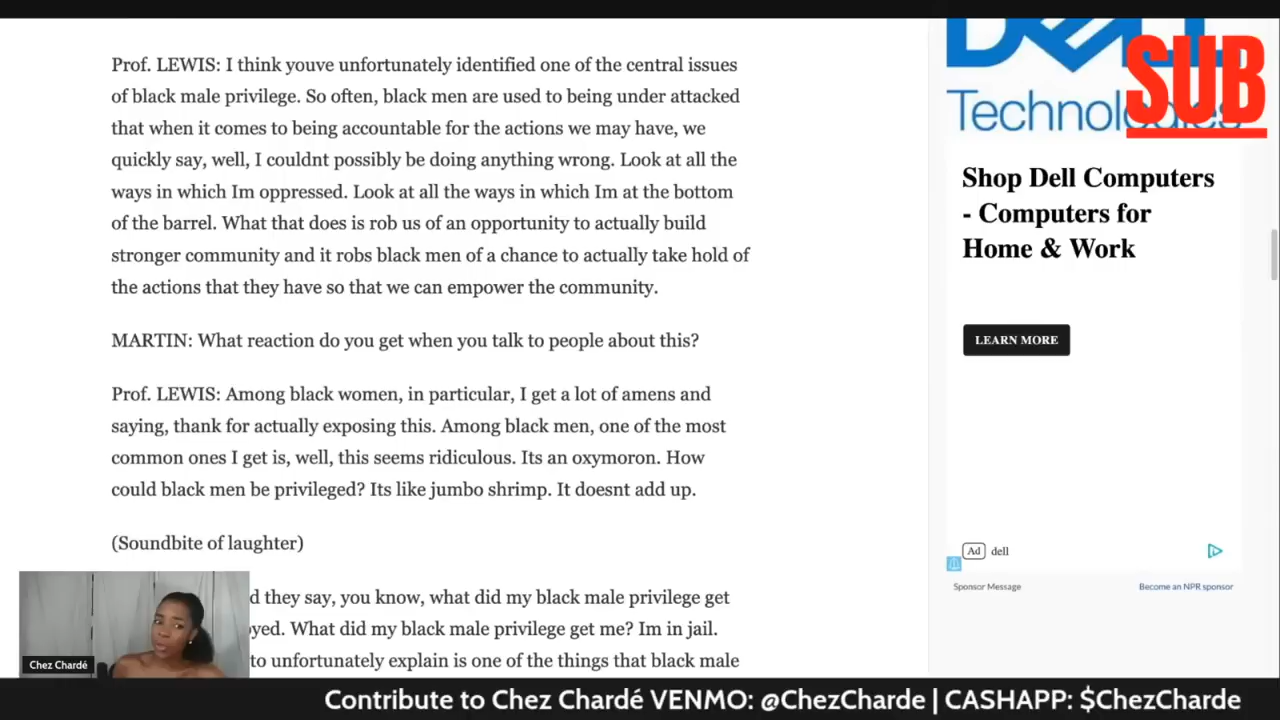 Prof. LEWIS: I think youve unfortunately identified one of the central issues
of black male privilege. So often, black men are used to being under attacked
that when it comes to being accountable for the actions we may have, we
quickly say, well, I couldnt possibly be doing anything wrong. Look at all the
ways in which Im oppressed. Look at all the ways in which Im at the bottom
of the barrel. What that does is rob us of an opportunity to actually build
stronger community and it robs black men of a chance to actually take hold of
the actions that they have so that we can empower the community.
MARTIN: What reaction do you get when you talk to people about this?
Prof. LEWIS: Among black women, in particular, I get a lot of amens and
saying, thank for actually exposing this. Among black men, one of the most
common ones I get is, well, this seems ridiculous. Its an oxymoron. How
could black men be privileged? Its like jumbo shrimp. It doesnt add up.
(Soundbite of laughter)
d they say, you know, what did my black male privilege get
oyed. What did my black male privilege get me? Im in jail.
to unfortunately explain is one of the things that black male
DELL
Technologies
SUB
Shop Dell Computers
- Computers for
Home & Work
LEARN MORE
Ad dell
Sponsor Message
Become an NPR sponsor
Chez Chardé
Contribute to Chez Chardé VENMO: @ChezCharde | CASHAPP: $ChezCharde